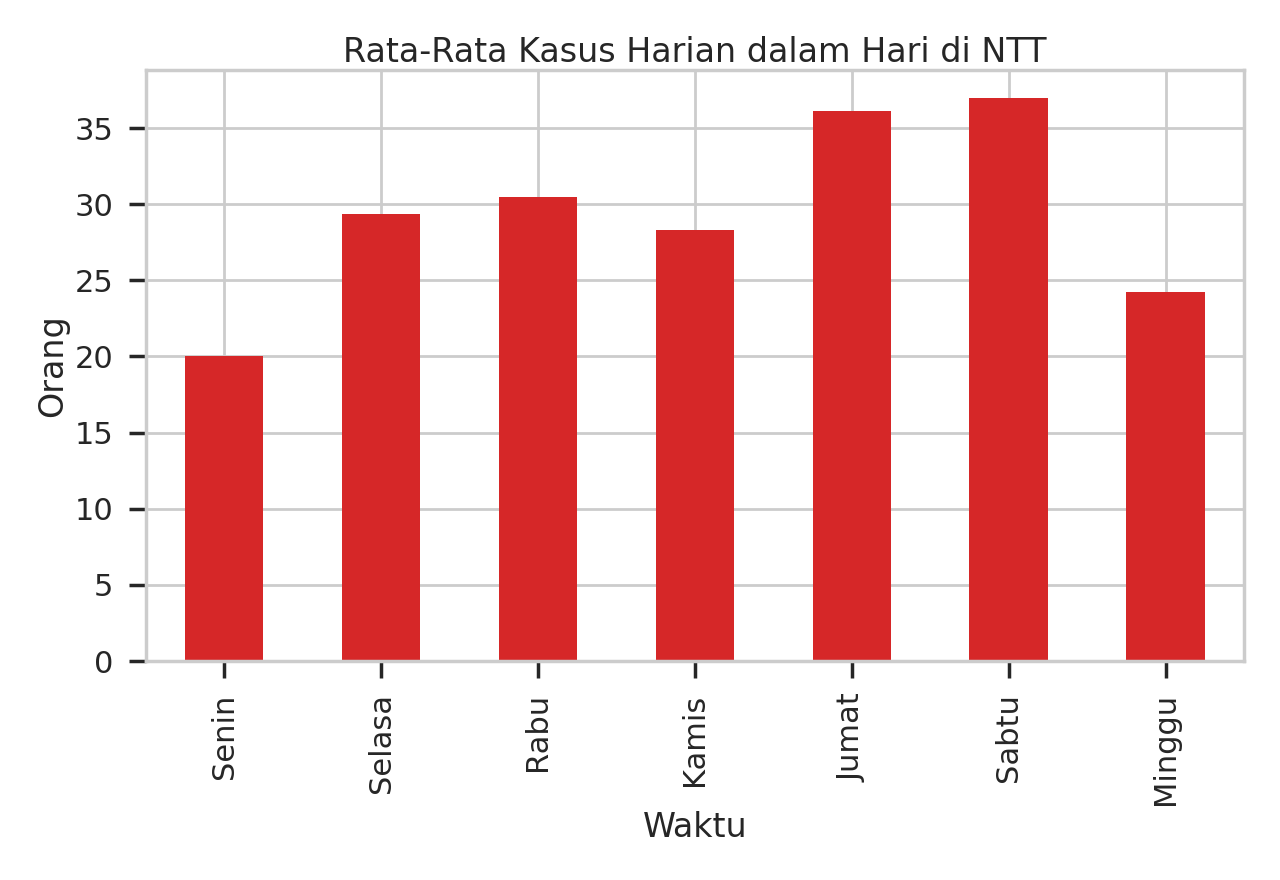 Rata-Rata Kasus Harian dalam Hari di NTT
Orang
35
30
25
20
15
10
5
0
Senin
Selasa
Rabu
Kamis
Jumat
Sabtu
Minggu
Waktu